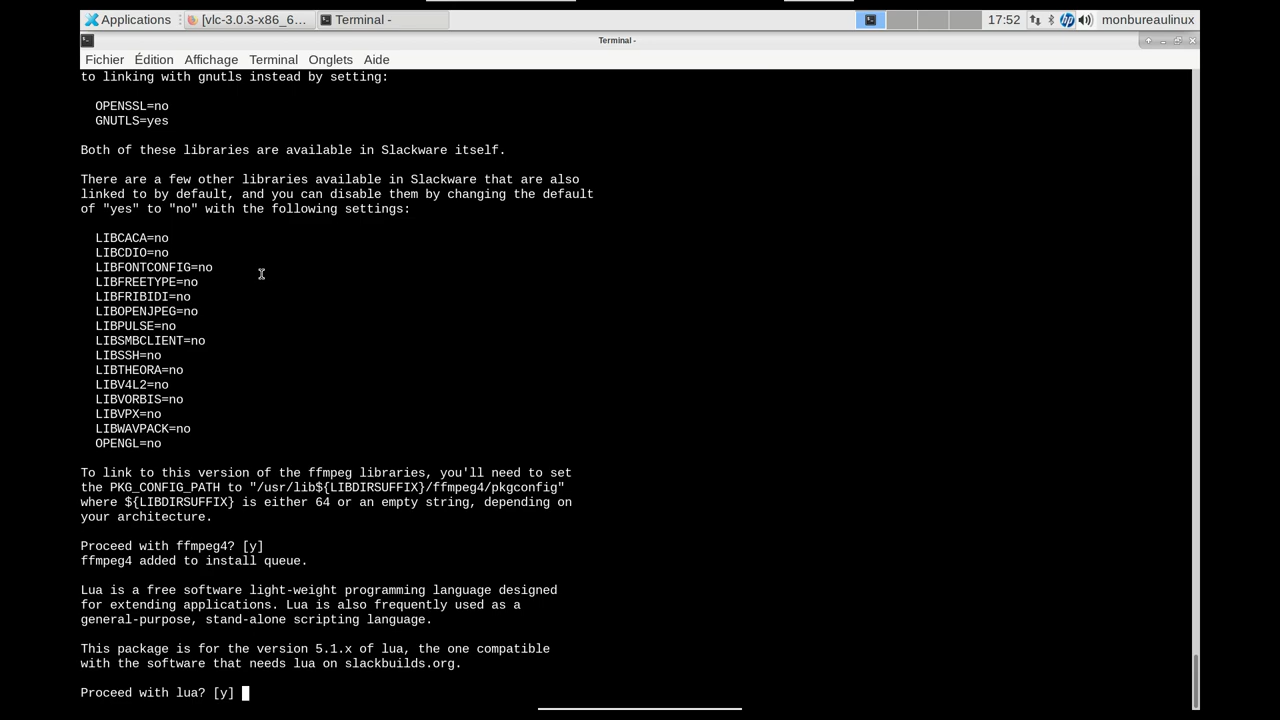 Applications
[vlc-3.0.3-x86_6...
Terminal -
17:52
hp
monbureaulinux
Terminal -
Fichier Édition Affichage Terminal Onglets Aide
to linking with gnutls instead by setting:
OPENSSL=no
GNUTLS=yes
Both of these libraries are available in Slackware itself.
There are a few other libraries available in Slackware that are also
linked to by default, and you can disable them by changing the default
of "yes" to "no" with the following settings:
LIBCACA=no
LIBCDIO=no
LIBFONTCONFIG=no
LIBFREETYPE=no
LIBFRIBIDI=no
LIBOPENJPEG=no
LIBPULSE=no
LIBSMBCLIENT=no
LIBSSH=no
LIBTHEORA=no
LIBV4L2=no
LIBVORBIS=no
LIBVPX=no
LIBWAVPACK=no
OPENGL=no
To link to this version of the ffmpeg libraries, you'll need to set
the PKG_CONFIG_PATH to "/usr/lib${LIBDIRSUFFIX}/ffmpeg4/pkgconfig"
where ${LIBDIRSUFFIX} is either 64 or an empty string, depending on
your architecture.
Proceed with ffmpeg4? [y]
ffmpeg4 added to install queue.
Lua is a free software light-weight programming language designed
for extending applications. Lua is also frequently used as a
general-purpose, stand-alone scripting language.
This package is for the version 5.1.x of lua, the one compatible
with the software that needs lua on slackbuilds.org.
Proceed with lua? [y]